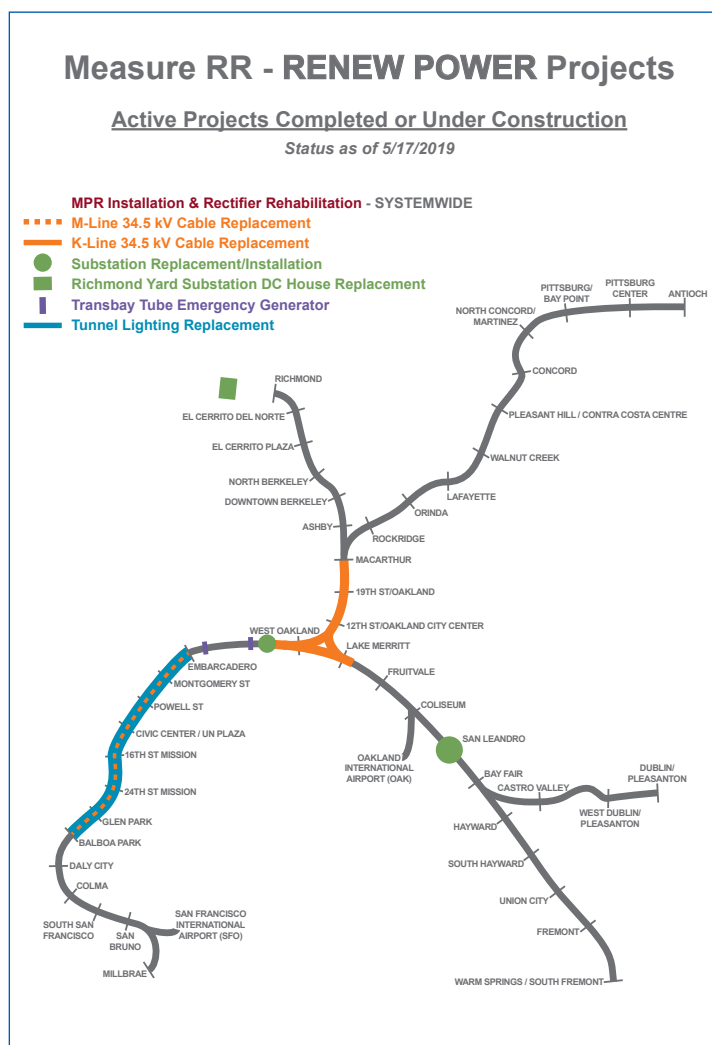 Measure RR - RENEW POWER Projects
Active Projects Completed or Under Construction
Status as of 5/17/2019
MPR Installation & Rectifier Rehabilitation - SYSTEMWIDE
M-Line 34.5 kV Cable Replacement
K-Line 34.5 kV Cable Replacement
Substation Replacement/Installation
Richmond Yard Substation DC House Replacement
Transbay Tube Emergency Generator
Tunnel Lighting Replacement
PITTSBURG/
BAY POINT
PITTSBURG
CENTER
ANTIOCH
NORTH CONCORD/
MARTINEZ
CONCORD
RICHMOND
EL CERRITO DEL NORTE
PLEASANT HILL / CONTRA COSTA CENTRE
EL CERRITO PLAZA
WALNUT CREEK
NORTH BERKELEY
LAFAYETTE
DOWNTOWN BERKELEY
ORINDA
ASHBY
ROCKRIDGE
MACARTHUR
19TH ST/OAKLAND
12TH ST/OAKLAND CITY CENTER
WEST OAKLAND
LAKE MERRITT
EMBARCADERO
FRUITVALE
MONTGOMERY ST
POWELL ST
COLISEUM
CIVIC CENTER / UN PLAZA
SAN LEANDRO
16TH ST MISSION
OAKLAND
INTERNATIONAL
AIRPORT (OAK)
BAY FAIR
DUBLIN/
PLEASANTON
24TH ST MISSION
CASTRO VALLEY
WEST DUBLIN/
PLEASANTON
GLEN PARK
HAYWARD
BALBOA PARK
DALY CITY
SOUTH HAYWARD
COLMA
UNION CITY
SOUTH SAN
FRANCISCO
SAN
BRUNO
SAN FRANCISCO
INTERNATIONAL
AIRPORT (SFO)
FREMONT
MILLBRAE
WARM SPRINGS / SOUTH FREMONT